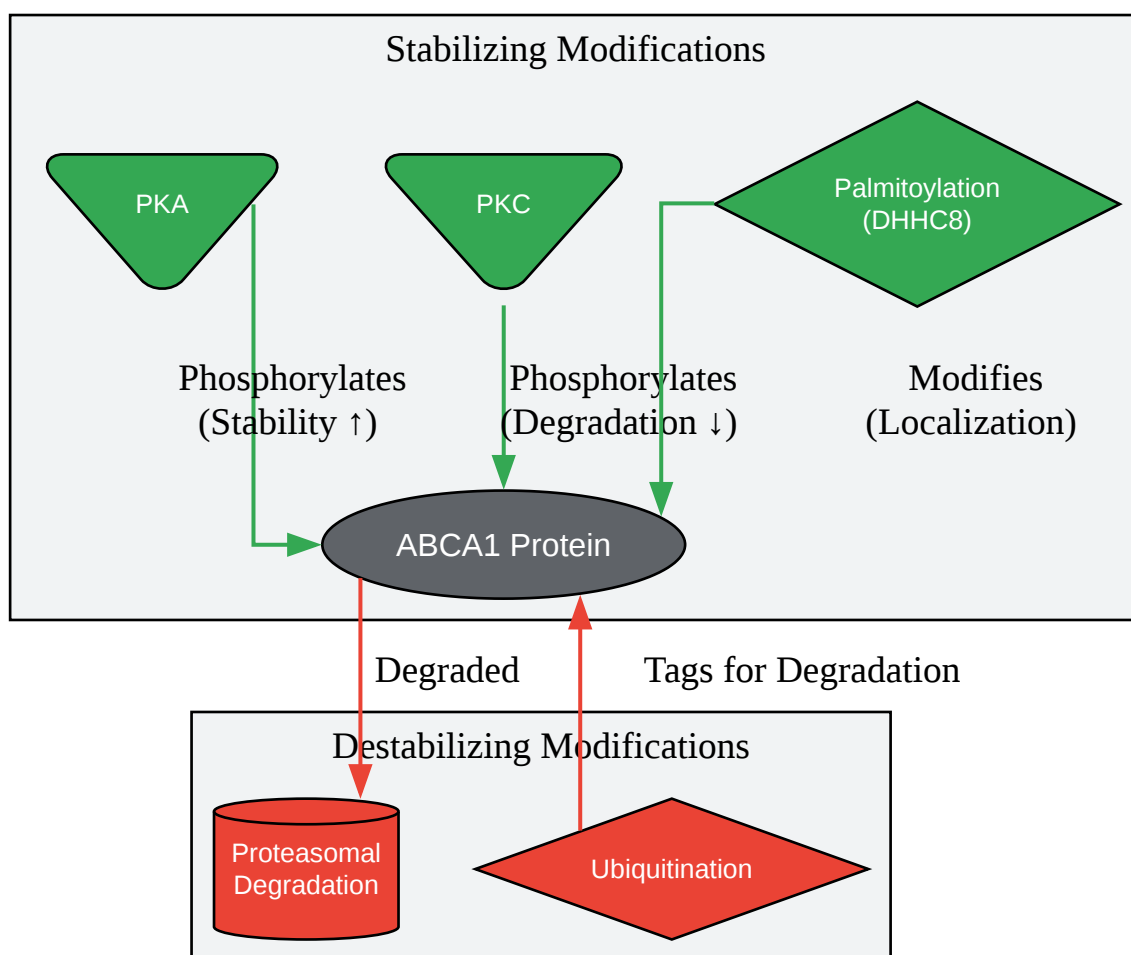 Stabilizing Modifications
PKA
PKC
Palmitoylation
(DHHC8)
Phosphorylates
(Stability ↑)
Phosphorylates
(Degradation ↓)
Modifies
(Localization)
ABCA1 Protein
Degraded
Tags for Degradation
Destabilizing Modifications
Proteasomal
Degradation
Ubiquitination